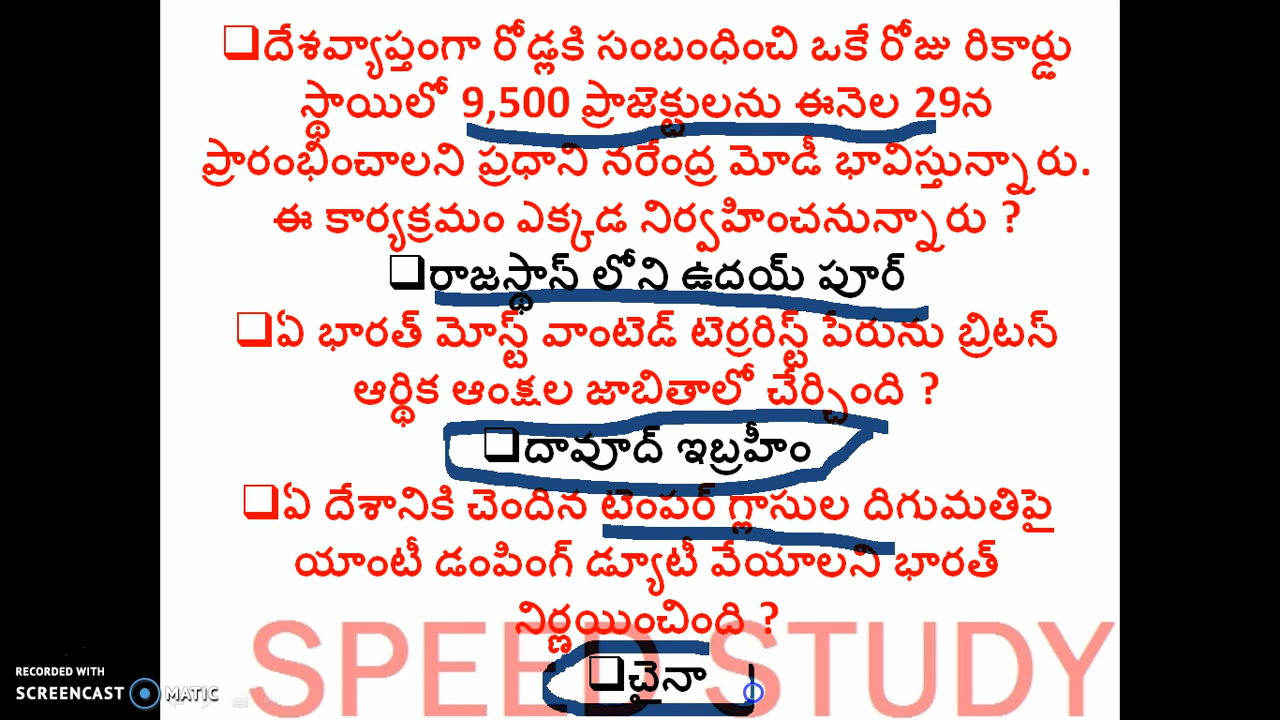 ❑దేశవ్యాప్తంగా రోడ్లకి సంబంధించి ఒకే రోజు రికార్డు
స్థాయిలో 9,500 ప్రాజెక్టులను ఈనెల 29న
ప్రారంభించాలని ప్రధాని నరేంద్ర మోడీ భావిస్తున్నారు.
ఈ కార్యక్రమం ఎక్కడ నిర్వహించనున్నారు ?
❑రాజస్థాస్ లోని ఉదయ్ పూర్
❑ఏ భారత్ మోస్ట్ వాంటెడ్ టెర్రరిస్ట్ పేరును బ్రిటస్
ఆర్థిక ఆంక్షల జాబితాలో చేర్చింది ?
❑దావూద్ ఇబ్రహీం
❑ఏ దేశానికి చెందిన టెంపర్ గ్లాసుల దిగుమతిపై
యాంటీ డంపింగ్ డ్యూటీ వేయాలని భారత్
నిర్ణయించింది ?
❑చైనా
SPEED STUDY
RECORDED WITH
SCREENCAST MATIC